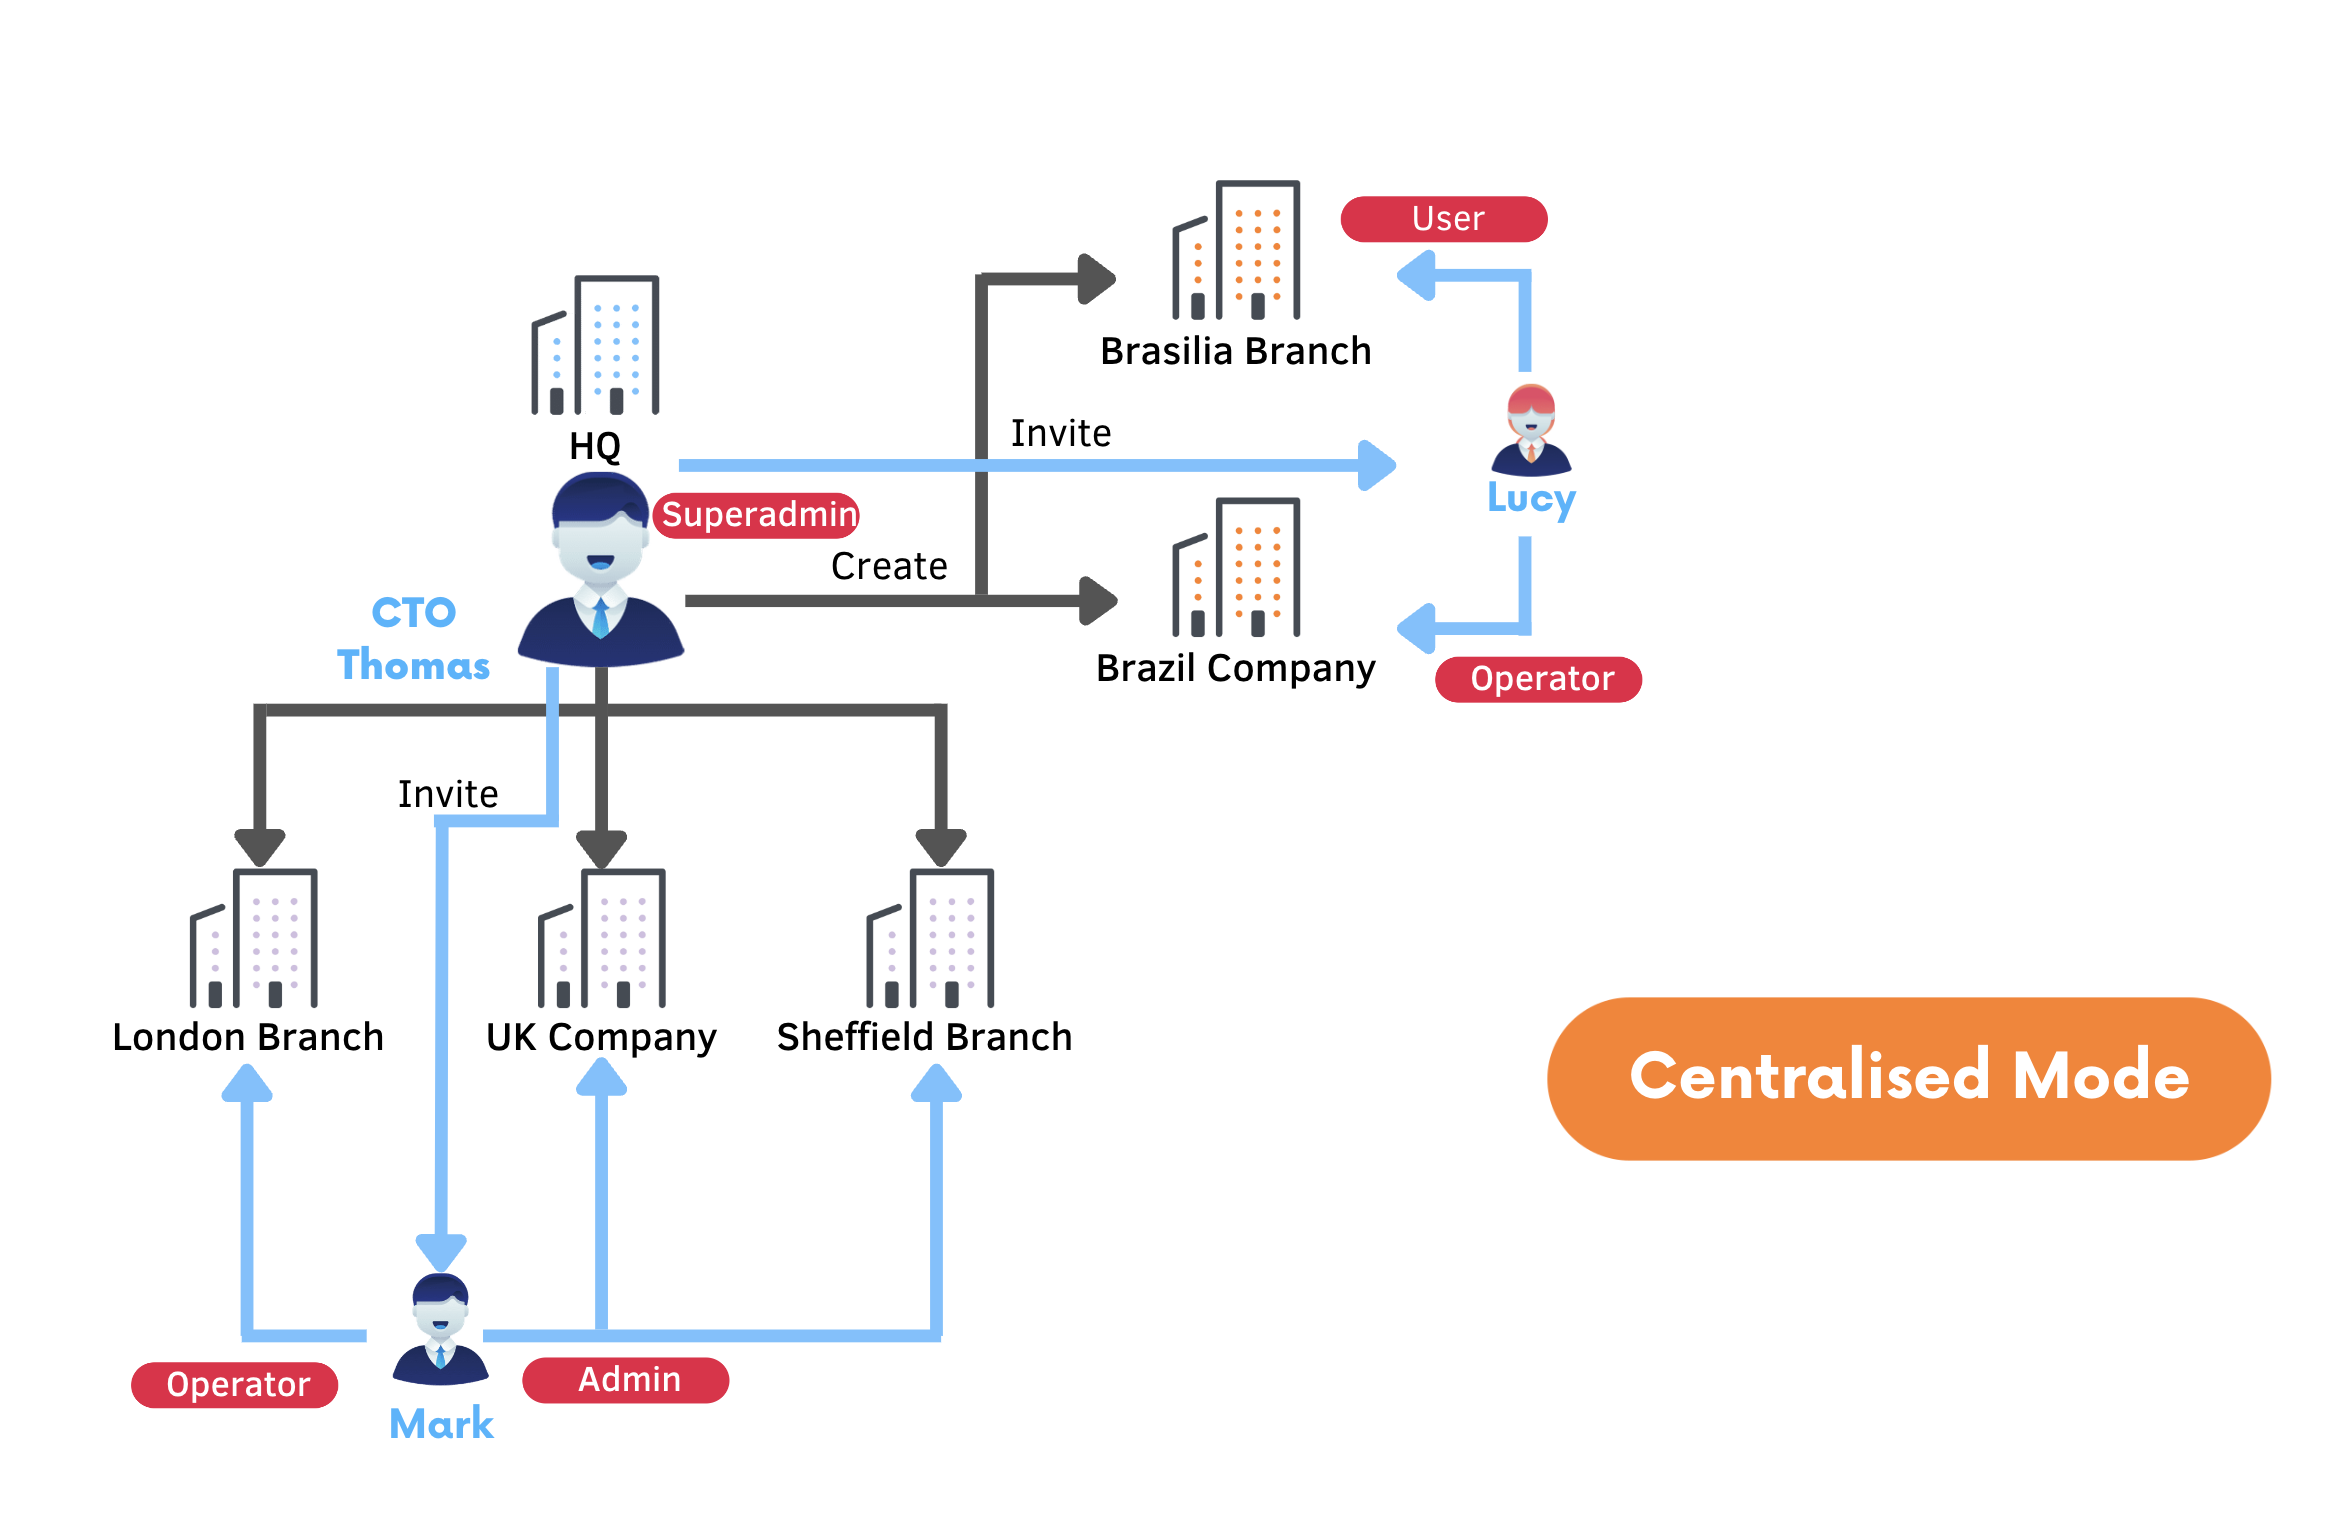 User
Brasilia Branch
HQ
Invite
Superadmin
Lucy
Create
CTO
Thomas
Brazil Company
Operator
Invite
London Branch
UK Company
Sheffield Branch
Centralised Mode
Operator
Admin
Mark